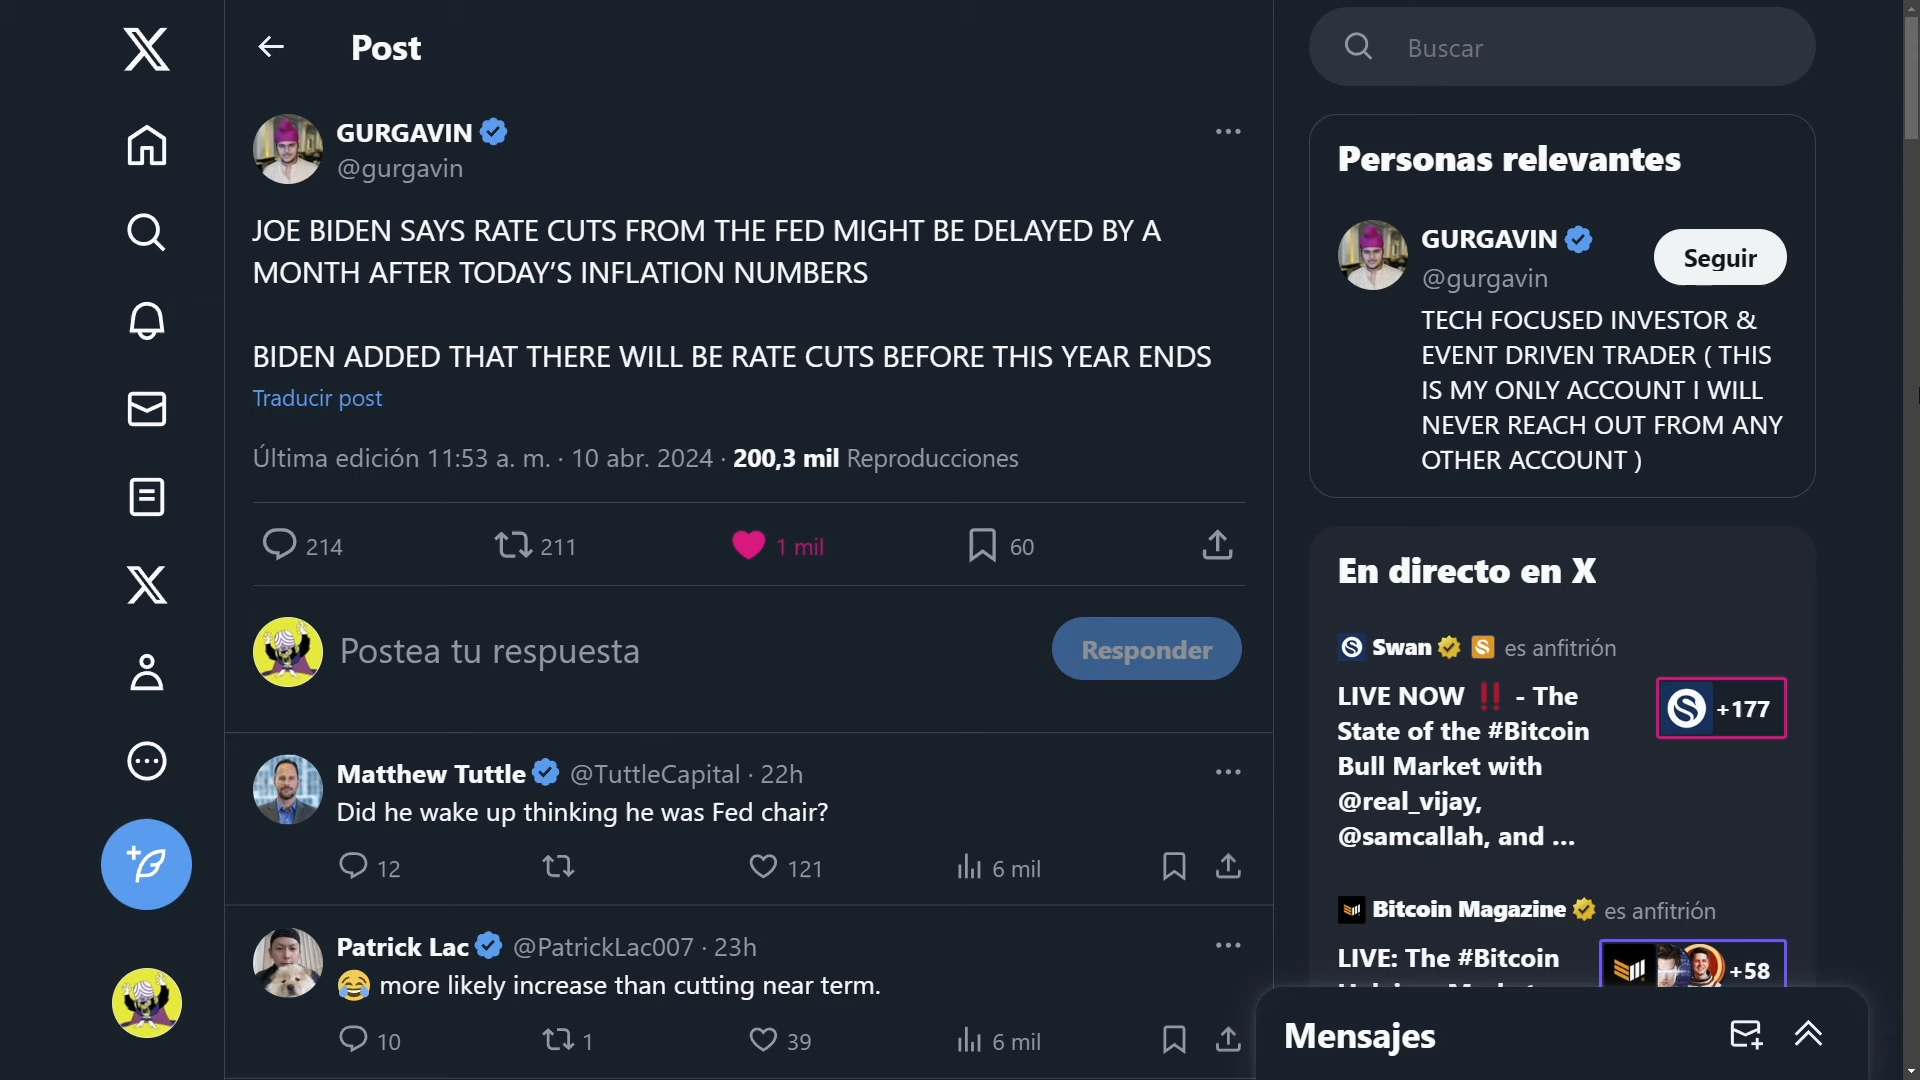 Post
GURGAVIN
@gurgavin
JOE BIDEN SAYS RATE CUTS FROM THE FED MIGHT BE DELAYED BY A
MONTH AFTER TODAY’S INFLATION NUMBERS
BIDEN ADDED THAT THERE WILL BE RATE CUTS BEFORE THIS YEAR ENDS
Traducir post
Última edición 11:53 a. m. · 10 abr. 2024 · 200,3 mil Reproducciones
214 211 1 mil 60
Postea tu respuesta
Responder
Matthew Tuttle @TuttleCapital · 22h
Did he wake up thinking he was Fed chair?
12 121 6 mil
Patrick Lac @PatrickLac007 · 23h
😂 more likely increase than cutting near term.
10 1 39 6 mil
Buscar
Personas relevantes
GURGAVIN
@gurgavin
Seguir
TECH FOCUSED INVESTOR &
EVENT DRIVEN TRADER ( THIS
IS MY ONLY ACCOUNT I WILL
NEVER REACH OUT FROM ANY
OTHER ACCOUNT )
En directo en X
Swan es anfitrión
LIVE NOW ‼️ - The
State of the #Bitcoin
Bull Market with
@real_vijay,
@samcallah, and ...
+177
Bitcoin Magazine es anfitrión
LIVE: The #Bitcoin
+58
Mensajes